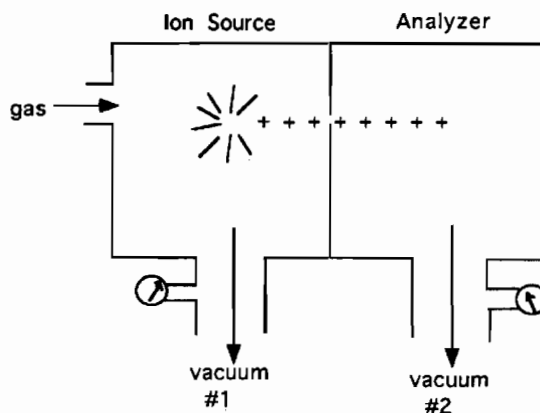 Ion Source
Analyzer
gas
+ + + + + + + +
vacuum
#1
vacuum
#2